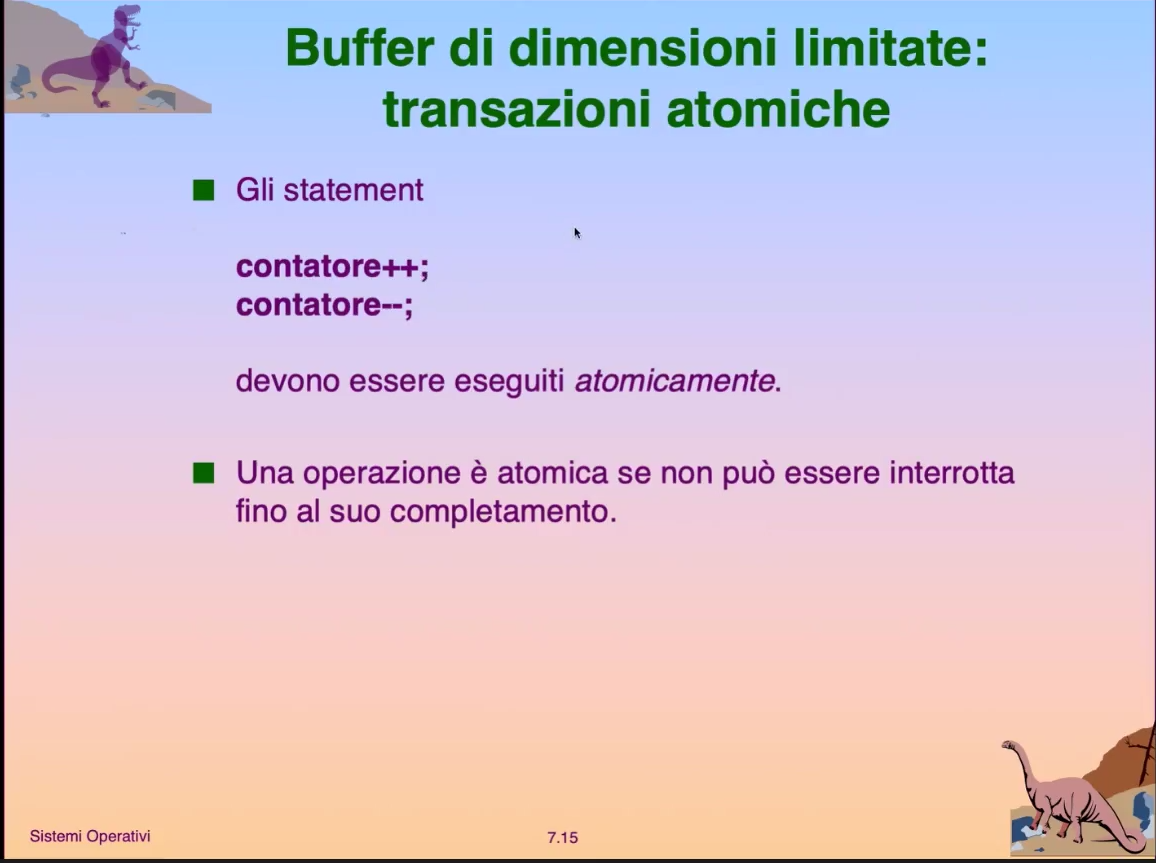 Buffer di dimensioni limitate:
transazioni atomiche
Gli statement
contatore++;
contatore--;
devono essere eseguiti atomicamente.
Una operazione è atomica se non può essere interrotta
fino al suo completamento.
Sistemi Operativi
7.15